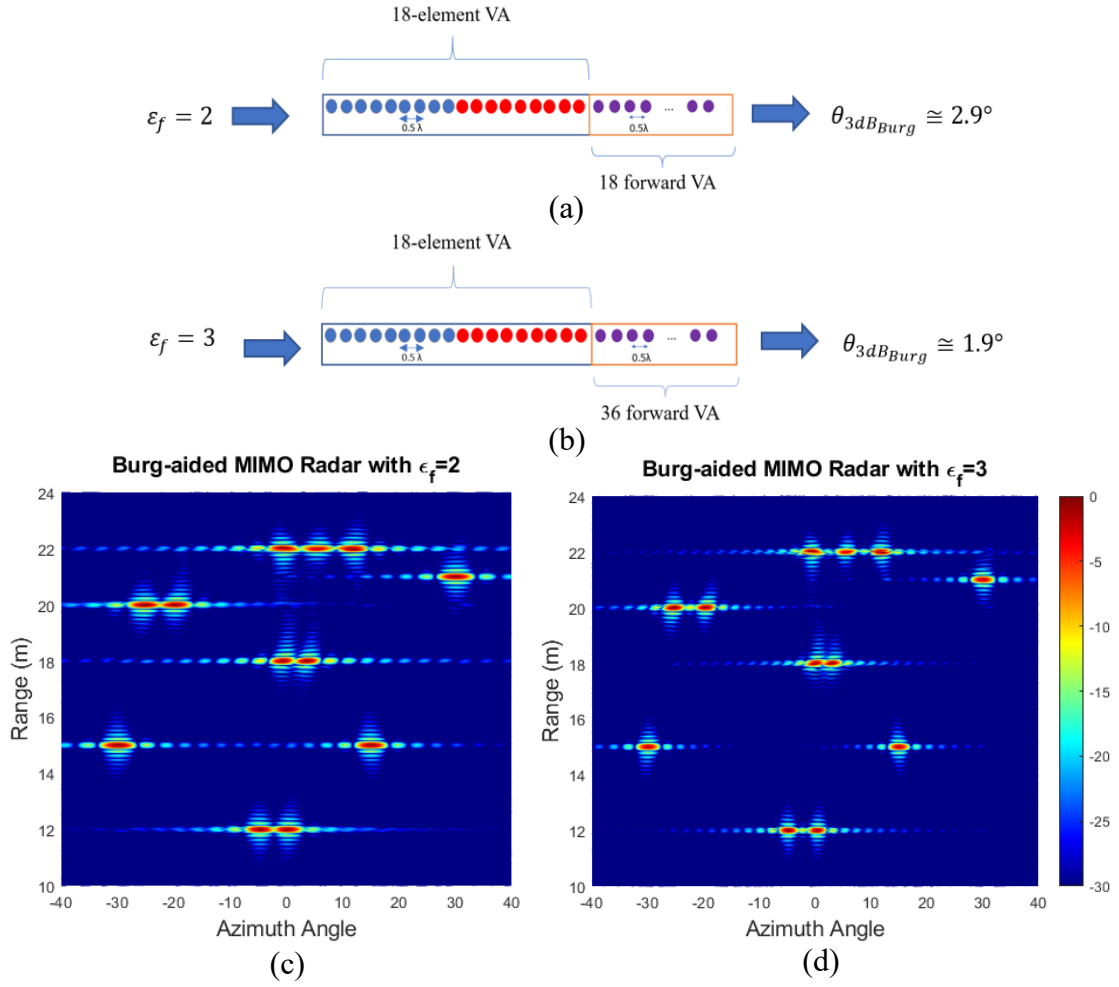 18-element VA
ε_f = 2
0.5 λ
...
0.5λ
θ_3dB_Burg ≅ 2.9°
18 forward VA
(a)
18-element VA
ε_f = 3
0.5 λ
...
0.5λ
θ_3dB_Burg ≅ 1.9°
36 forward VA
(b)
Burg-aided MIMO Radar with ϵ_f=2
24
22
20
18
16
14
12
10
Range (m)
-40 -30 -20 -10 0 10 20 30 40
Azimuth Angle
(c)
Burg-aided MIMO Radar with ϵ_f=3
24
22
20
18
16
14
12
10
Range (m)
-40 -30 -20 -10 0 10 20 30 40
Azimuth Angle
0
-5
-10
-15
-20
-25
-30
(d)